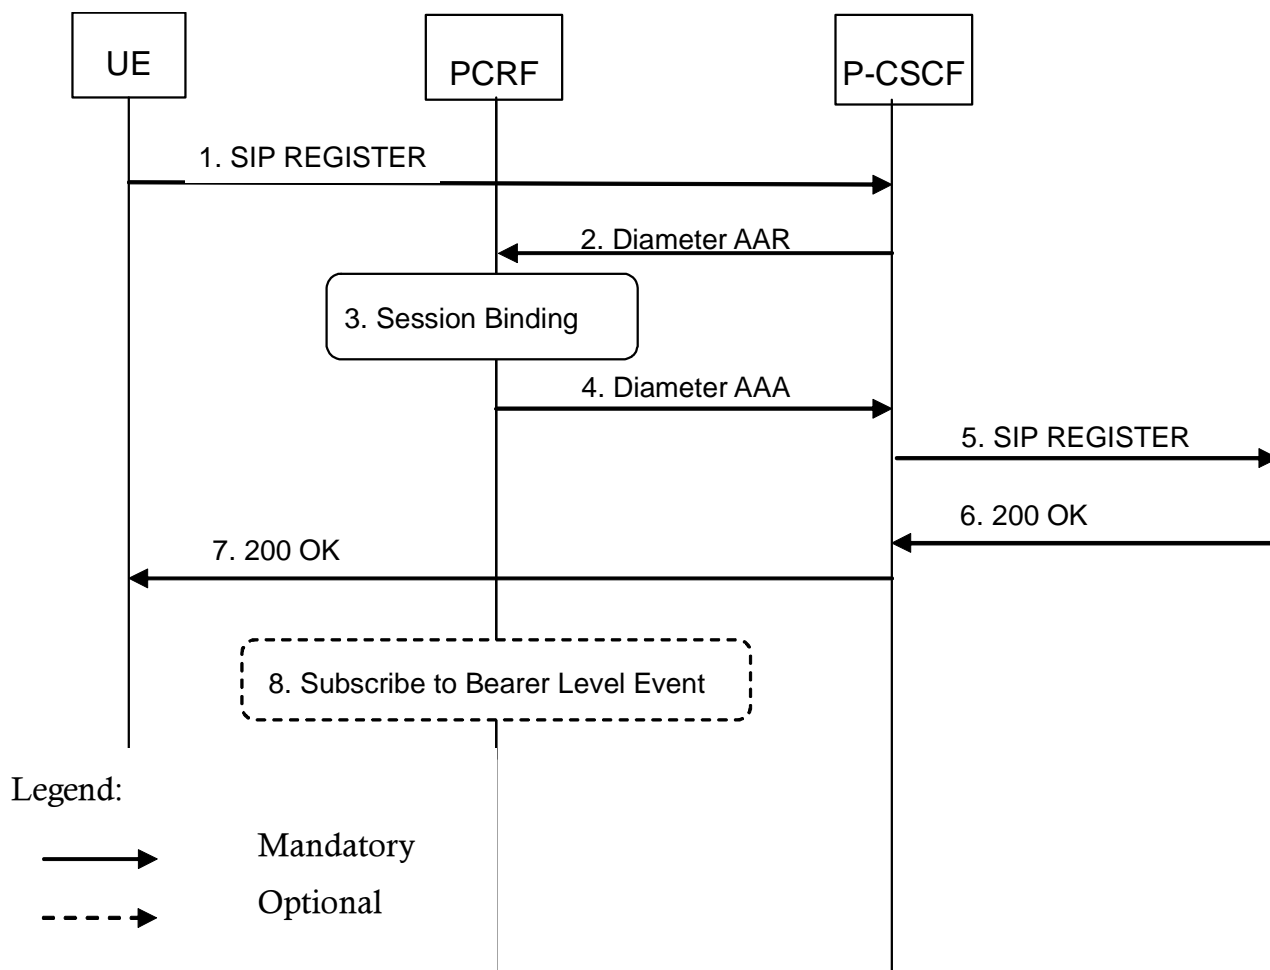 UE
PCRF
P-CSCF
1. SIP REGISTER
2. Diameter AAR
3. Session Binding
4. Diameter AAA
5. SIP REGISTER
6. 200 OK
7. 200 OK
8. Subscribe to Bearer Level Event
Legend:
Mandatory
Optional